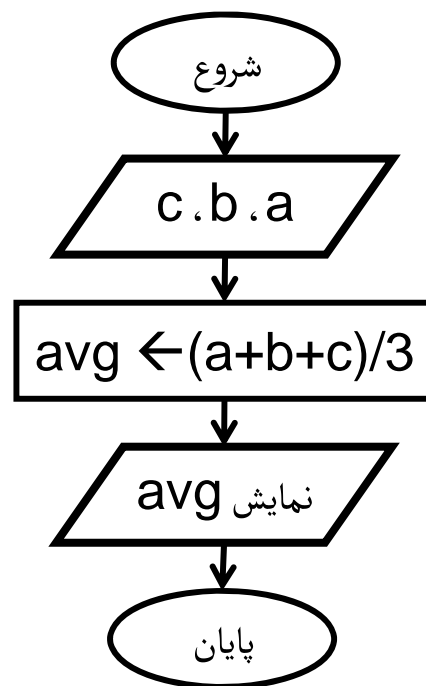 شروع
c ،b ،a
avg ←(a+b+c)/3
نمایش avg
پایان